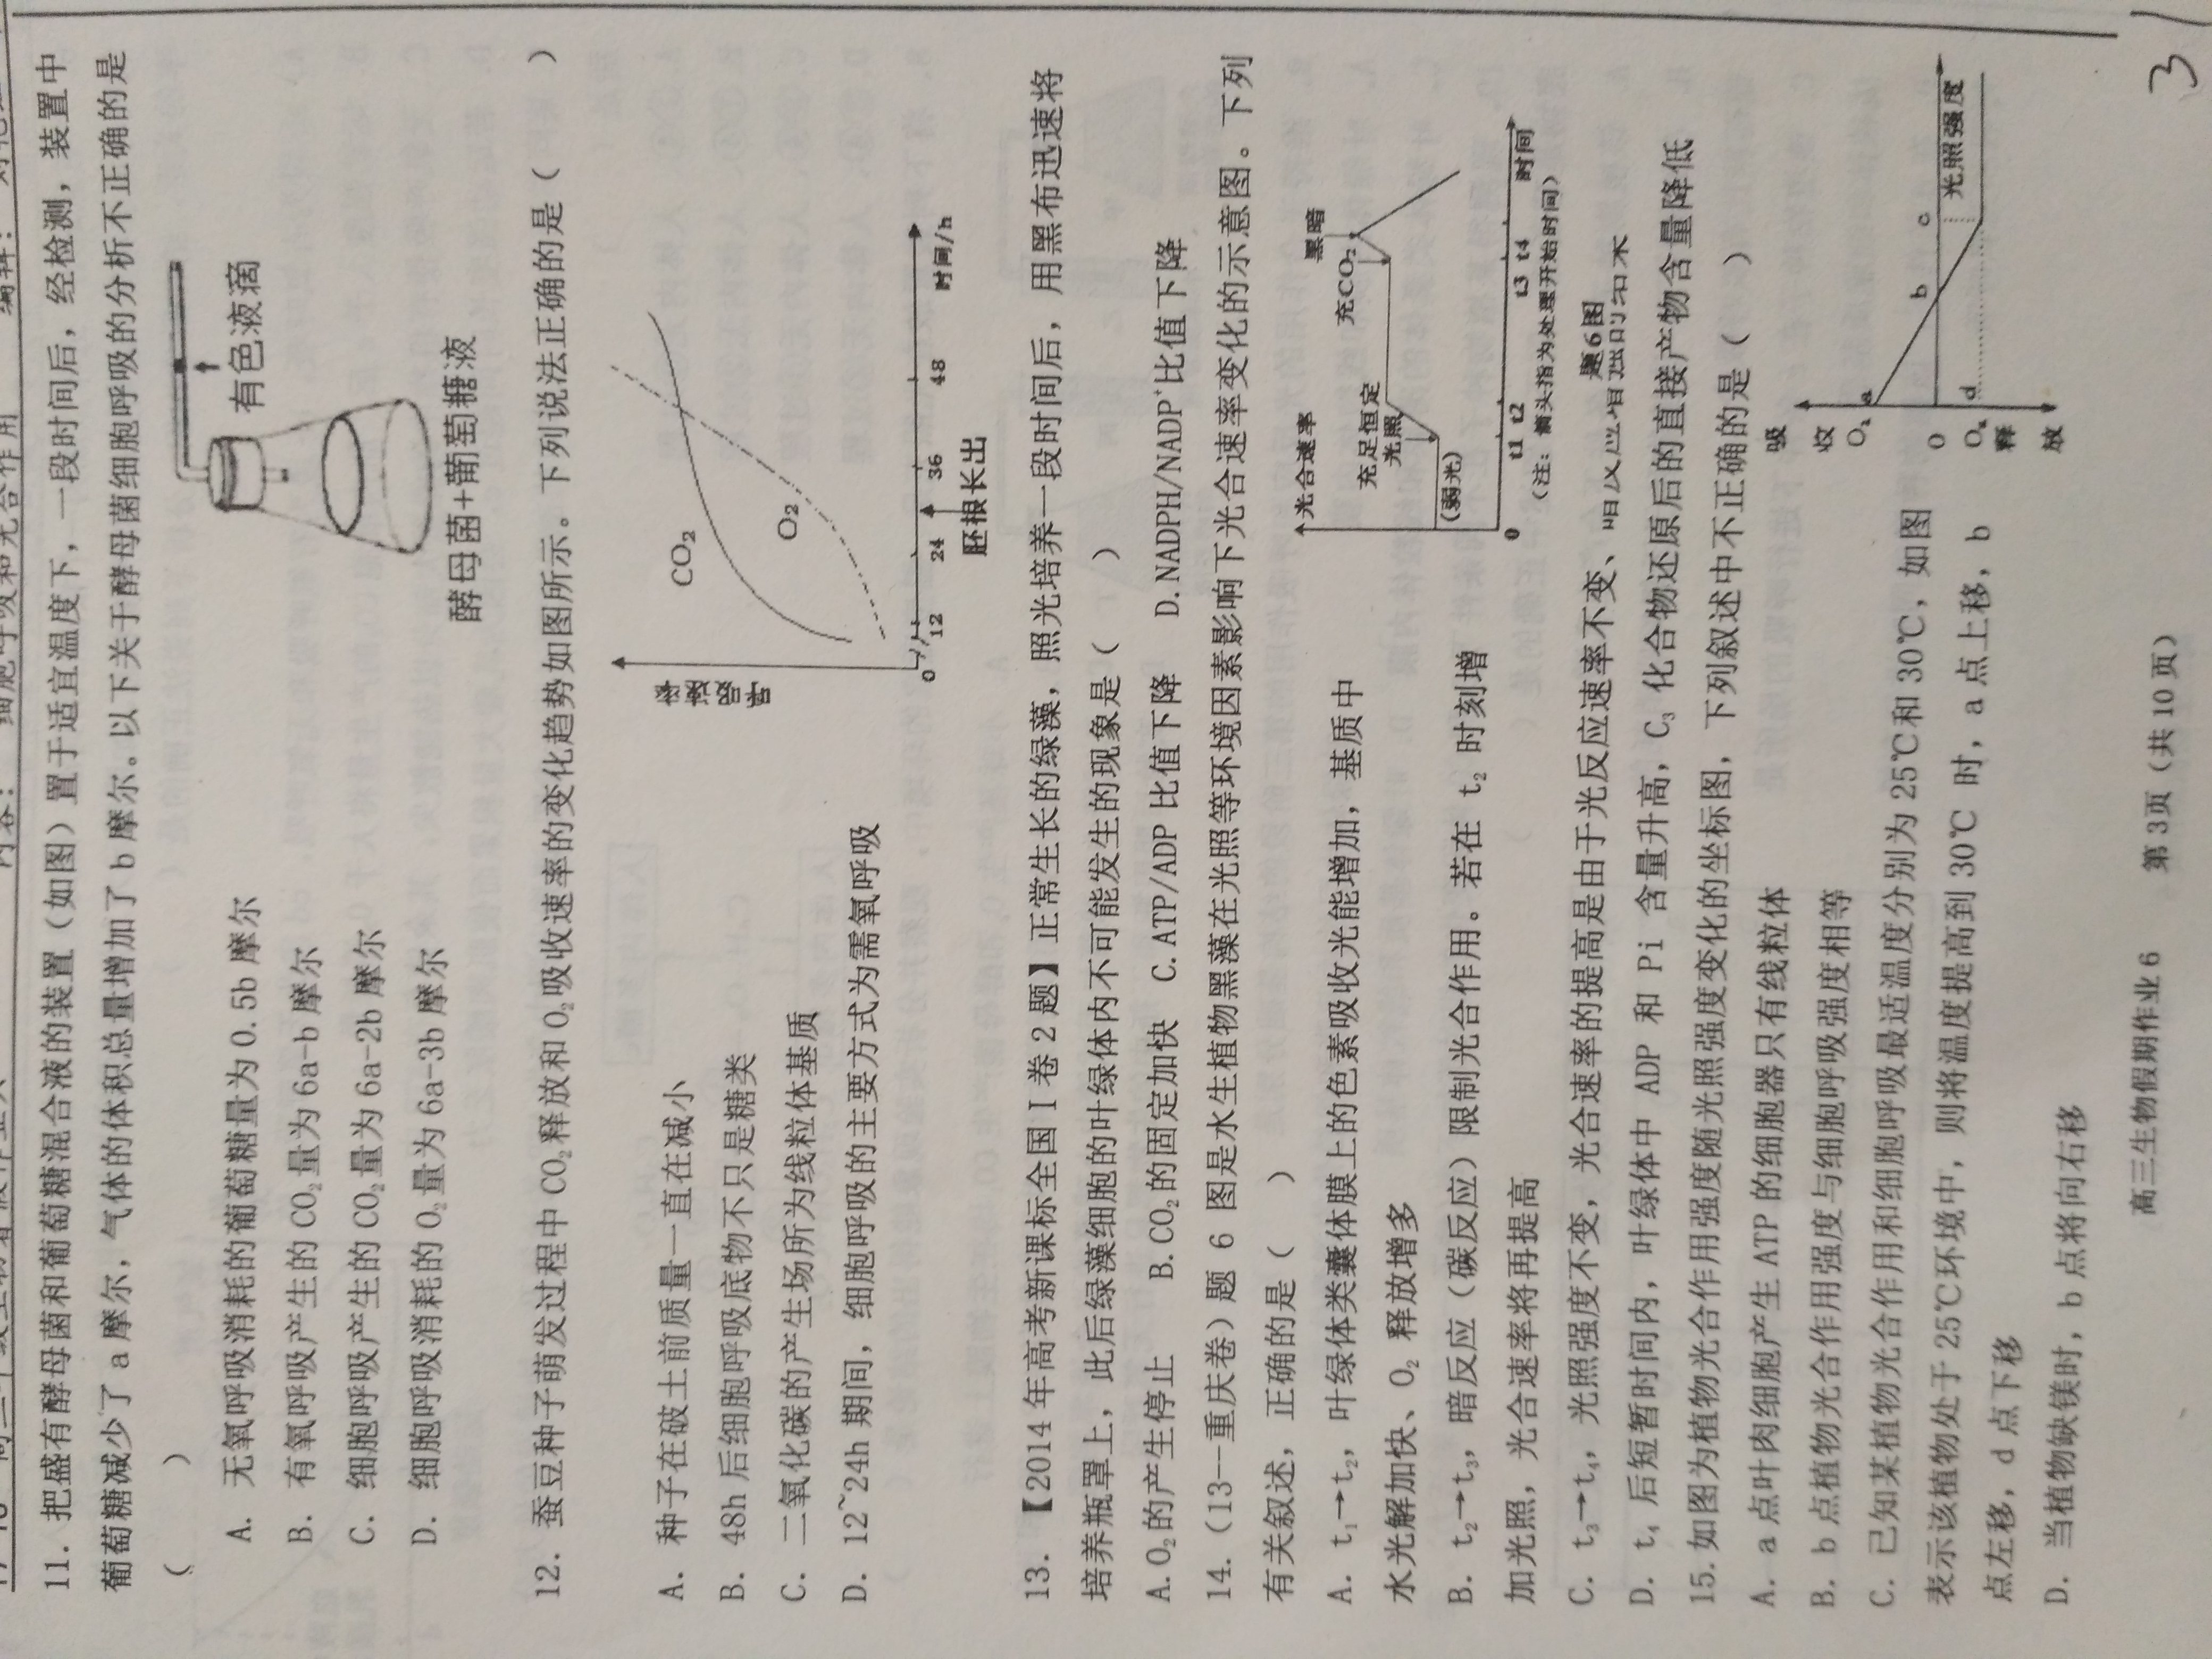 11. 把盛有酵母菌和葡萄糖混合液的装置（如图）置于适宜温度下，一段时间后，经检测，装置中
葡萄糖减少了 a 摩尔，气体的体积总量增加了 b 摩尔。以下关于酵母菌细胞呼吸的分析不正确的是
（ ）
A. 无氧呼吸消耗的葡萄糖量为 0.5b 摩尔
B. 有氧呼吸产生的 CO₂量为 6a-b 摩尔
C. 细胞呼吸产生的 CO₂量为 6a-2b 摩尔
D. 细胞呼吸消耗的 O₂量为 6a-3b 摩尔
有色液滴
酵母菌+葡萄糖液
12. 蚕豆种子萌发过程中 CO₂释放和 O₂吸收速率的变化趋势如图所示。下列说法正确的是（ ）
A. 种子在破土前质量一直在减小
B. 48h 后细胞呼吸底物不只是糖类
C. 二氧化碳的产生场所为线粒体基质
D. 12~24h 期间，细胞呼吸的主要方式为需氧呼吸
CO₂
O₂
0 12 24 36 48 时间/h
胚根长出
13. 【2014 年高考新课标全国 I 卷 2 题】正常生长的绿藻，照光培养一段时间后，用黑布迅速将
培养瓶罩上，此后绿藻细胞的叶绿体内不可能发生的现象是（ ）
A.O₂的产生停止 B.CO₂的固定加快 C.ATP/ADP 比值下降 D.NADPH/NADP⁺比值下降
14.（13—重庆卷）题 6 图是水生植物黑藻在光照等环境因素影响下光合速率变化的示意图。下列
有关叙述，正确的是（ ）
A. t₁→t₂，叶绿体类囊体膜上的色素吸收光能增加，基质中
水光解加快、O₂ 释放增多
B. t₂→t₃，暗反应（碳反应）限制光合作用。若在 t₂ 时刻增
加光照，光合速率将再提高
光合速率
(弱光)
充足恒定
光照
充CO₂
黑暗
0 t1 t2 t3 t4 时间
（注：箭头指为处理开始时间）
题6图
C. t₃→t₄，光照强度不变，光合速率的提高是由于光反应速率不变、暗反应增强的结果
D. t₄ 后短暂时间内，叶绿体中 ADP 和 Pi 含量升高，C₃ 化合物还原后的直接产物含量降低
15.如图为植物光合作用强度随光照强度变化的坐标图，下列叙述中不正确的是（ ）
A. a 点叶肉细胞产生 ATP 的细胞器只有线粒体
B. b 点植物光合作用强度与细胞呼吸强度相等
C. 已知某植物光合作用和细胞呼吸最适温度分别为 25℃和 30℃，如图
表示该植物处于 25℃环境中，则将温度提高到 30℃ 时，a 点上移，b
点左移，d 点下移
D. 当植物缺镁时，b 点将向右移
吸
收
O₂
0
O₂
释
放
a
b
c
d
光照强度
高三生物假期作业 6 第 3页（共 10 页）
3